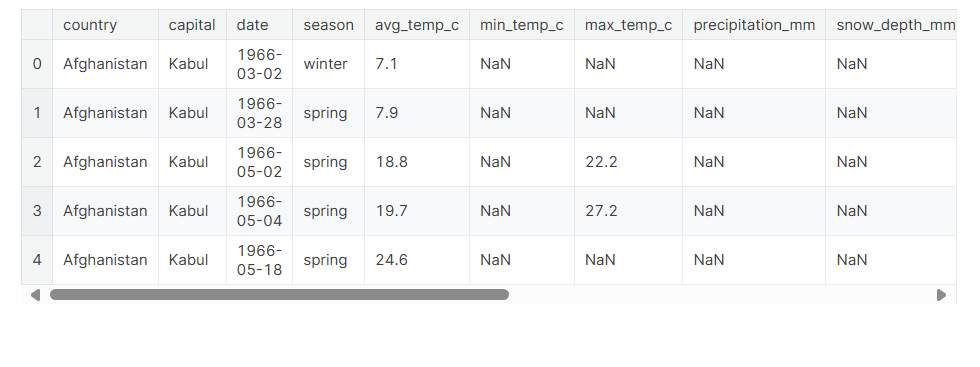 country capital date season avg_temp_c min_temp_c max_temp_c precipitation_mm snow_depth_mm
0 Afghanistan Kabul 1966-03-02 winter 7.1 NaN NaN NaN NaN
1 Afghanistan Kabul 1966-03-28 spring 7.9 NaN NaN NaN NaN
2 Afghanistan Kabul 1966-05-02 spring 18.8 NaN 22.2 NaN NaN
3 Afghanistan Kabul 1966-05-04 spring 19.7 NaN 27.2 NaN NaN
4 Afghanistan Kabul 1966-05-18 spring 24.6 NaN NaN NaN NaN